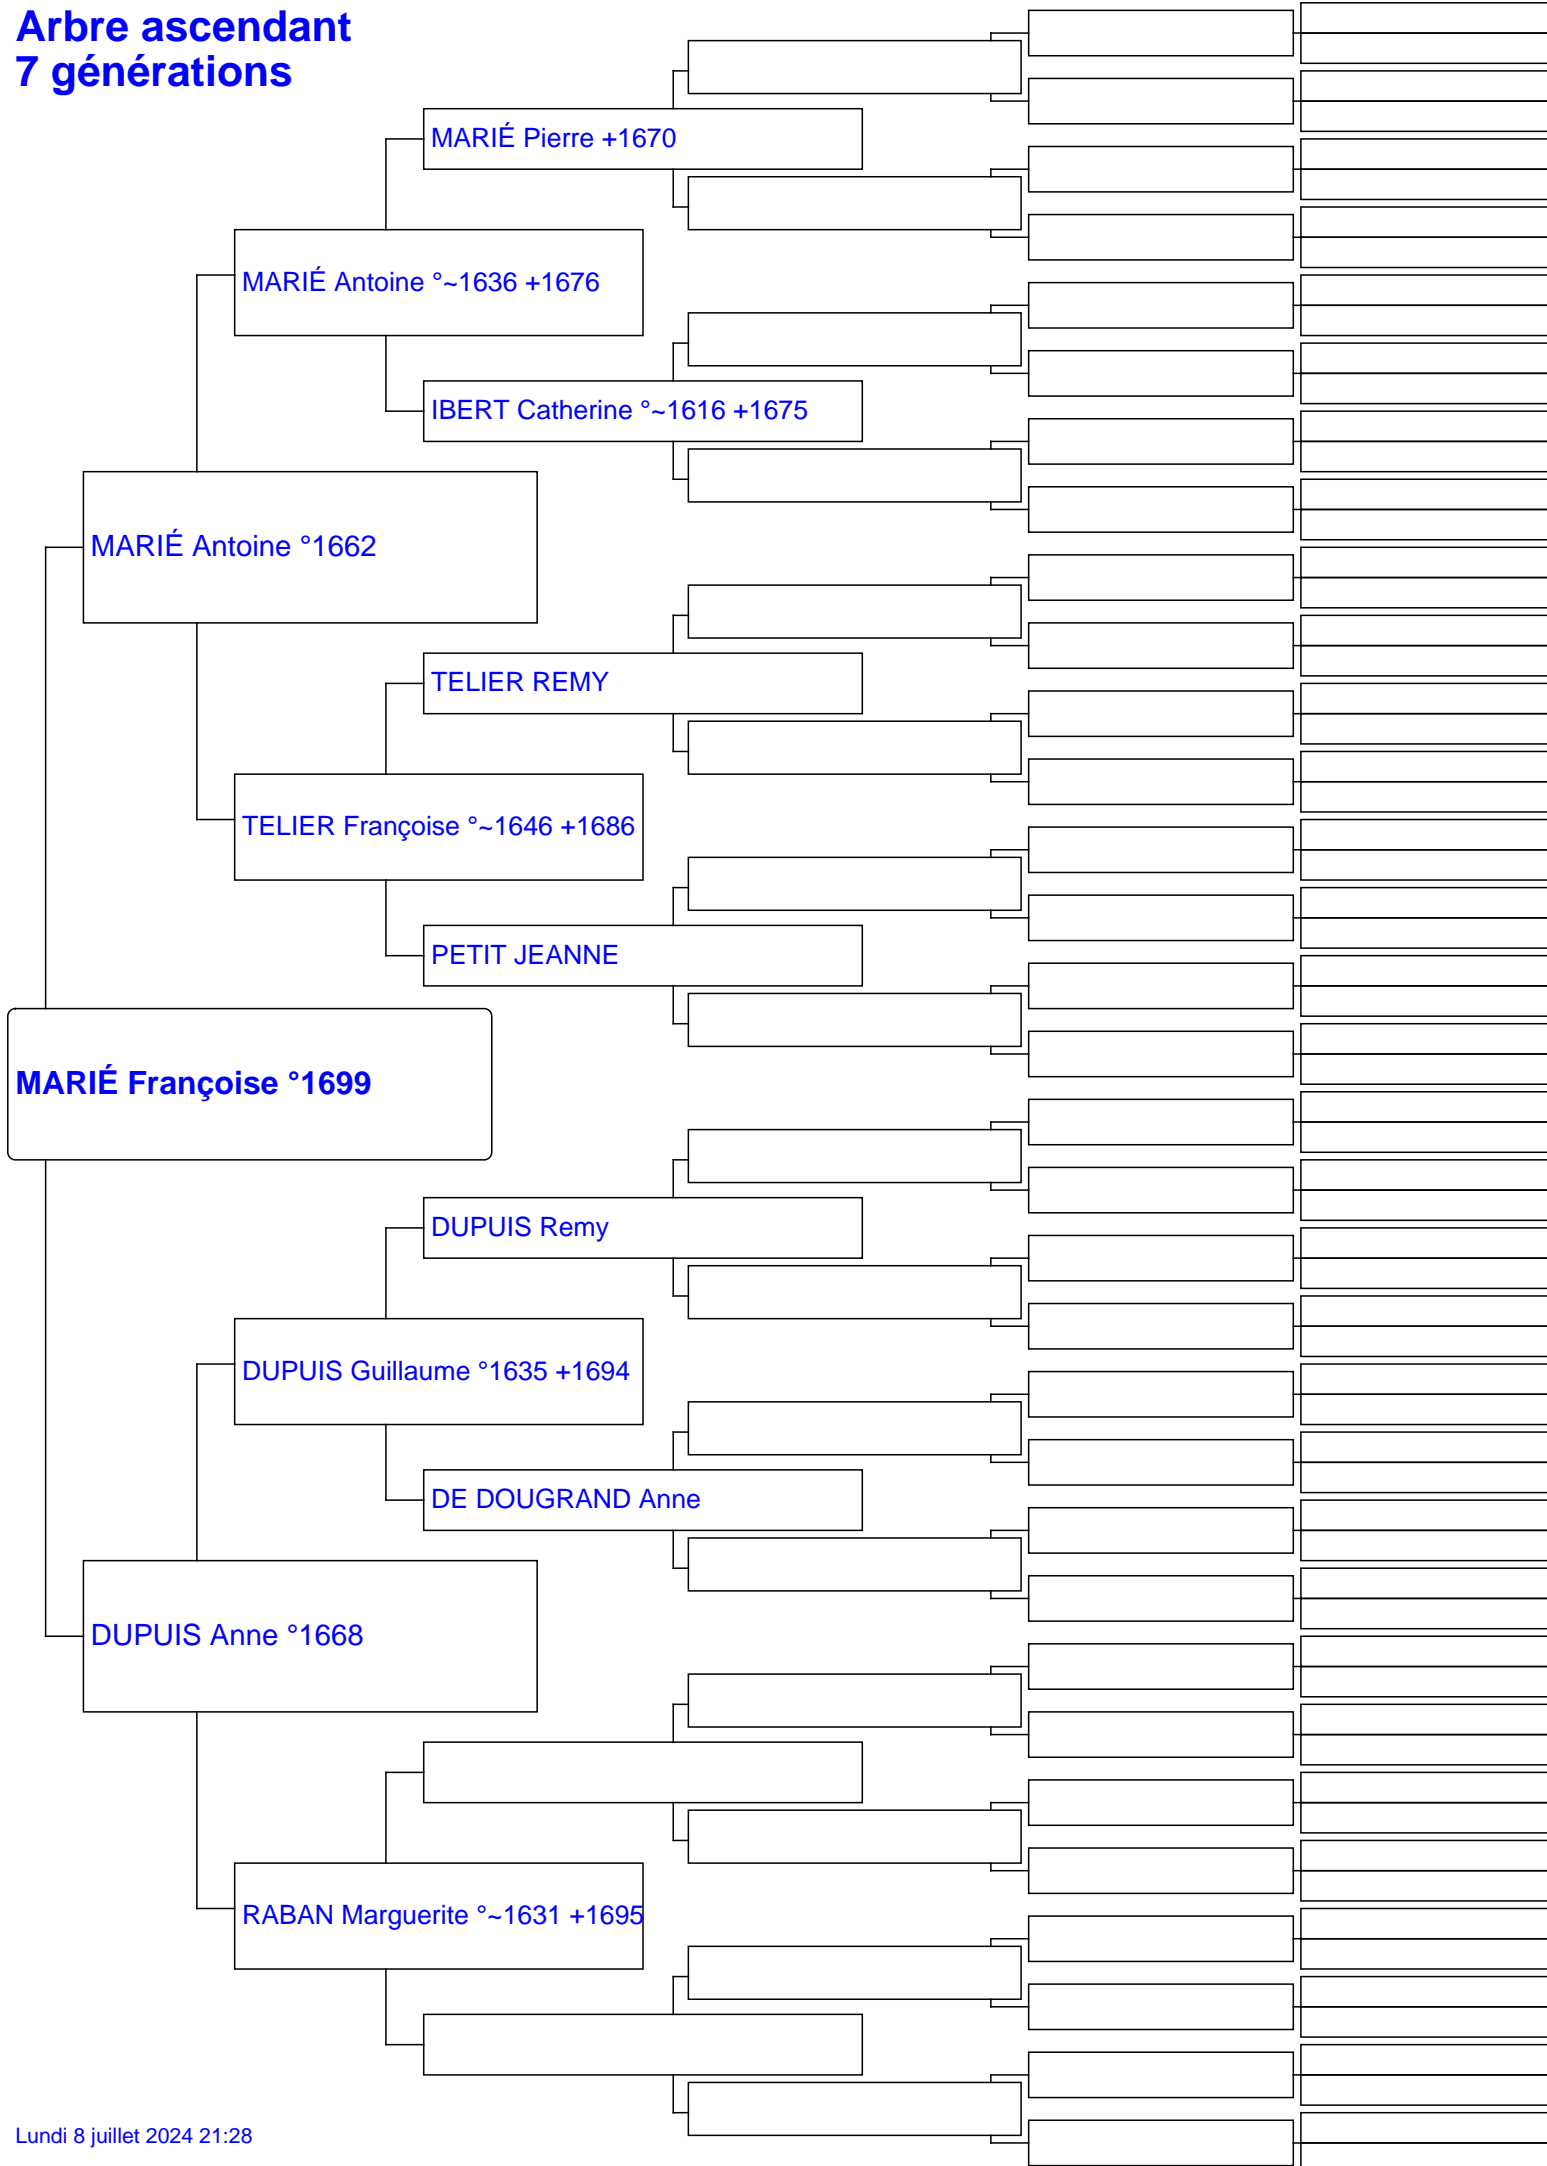 Arbre ascendant
7 générations
MARIÉ Pierre +1670
MARIÉ Antoine °~1636 +1676
IBERT Catherine °~1616 +1675
MARIÉ Antoine °1662
TELIER REMY
TELIER Françoise °~1646 +1686
PETIT JEANNE
MARIÉ Françoise °1699
DUPUIS Remy
DUPUIS Guillaume °1635 +1694
DE DOUGRAND Anne
DUPUIS Anne °1668
RABAN Marguerite °~1631 +1695
Lundi 8 juillet 2024 21:28